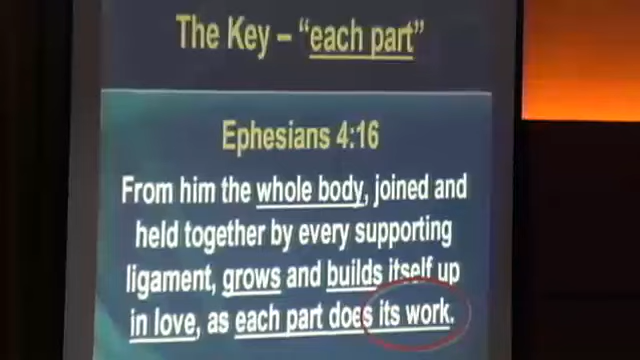 The Key – “each part”
Ephesians 4:16
From him the whole body, joined and
held together by every supporting
ligament, grows and builds itself up
in love, as each part does its work.